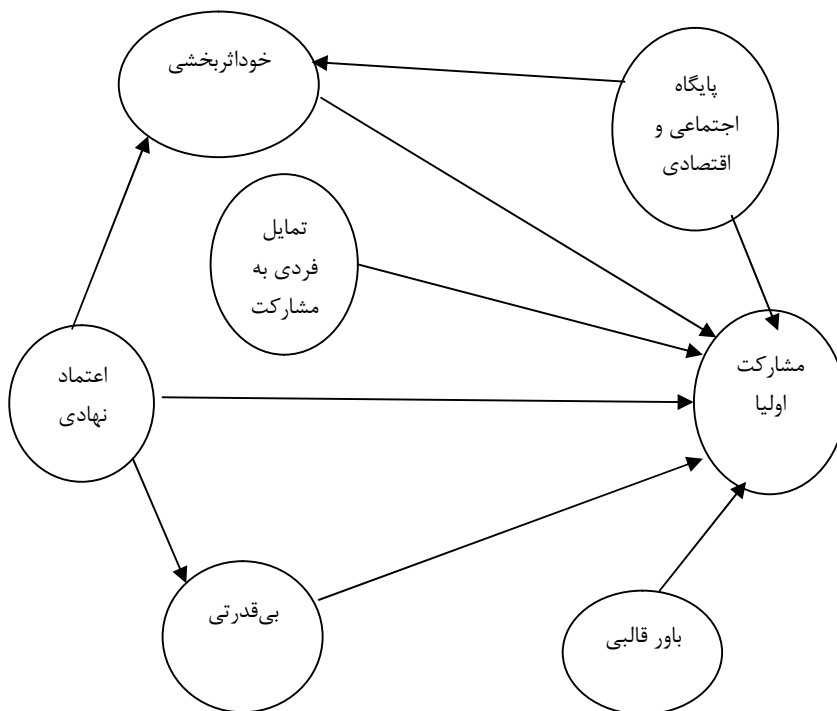 خوداثربخشی
پایگاه
اجتماعی و
اقتصادی
تمایل
فردی به
مشارکت
اعتماد
نهادی
مشارکت
اولیا
بی‌قدرتی
باور قالبی